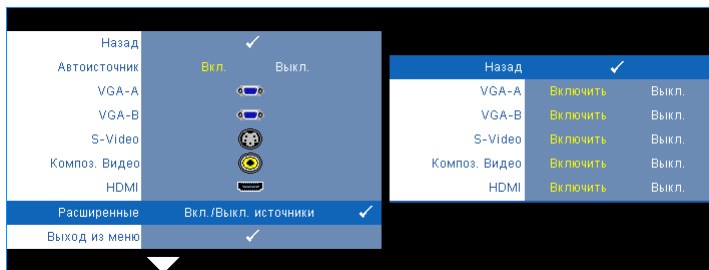 Назад
Автоисточник Вкл. Выкл.
VGA-A
VGA-B
S-Video
Композ. Видео
HDMI
Расширенные Вкл./Выкл. источники
Выход из меню
Назад
VGA-A Включить Выкл.
VGA-B Включить Выкл.
S-Video Включить Выкл.
Композ. Видео Включить Выкл.
HDMI Включить Выкл.